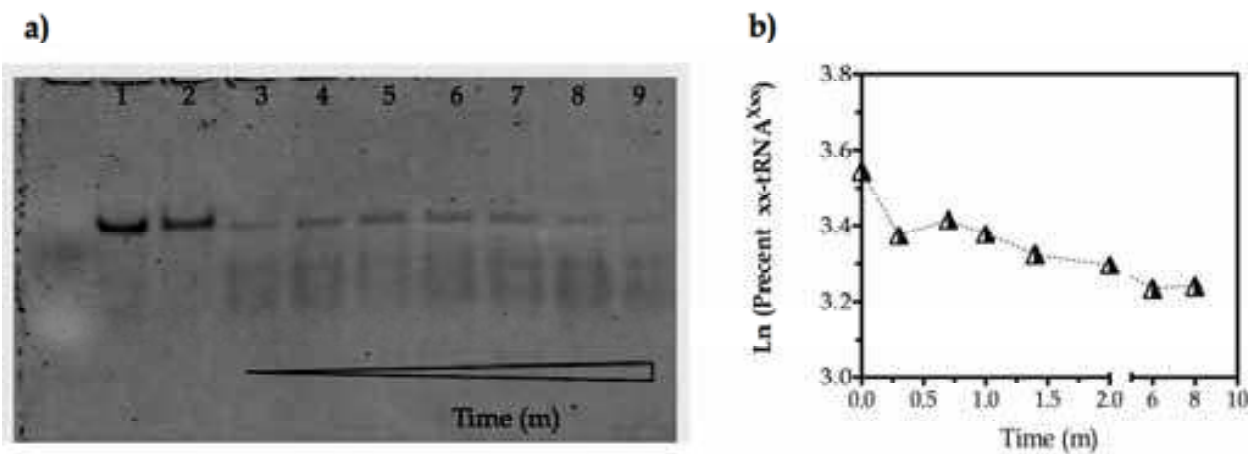 a)
1 2 3 4 5 6 7 8 9
Time (m)
b)
Ln (Precent xx-tRNAXxx)
3.8
3.6
3.4
3.2
3.0
0.0 0.5 1.0 1.5 2.0 6 8 10
Time (m)